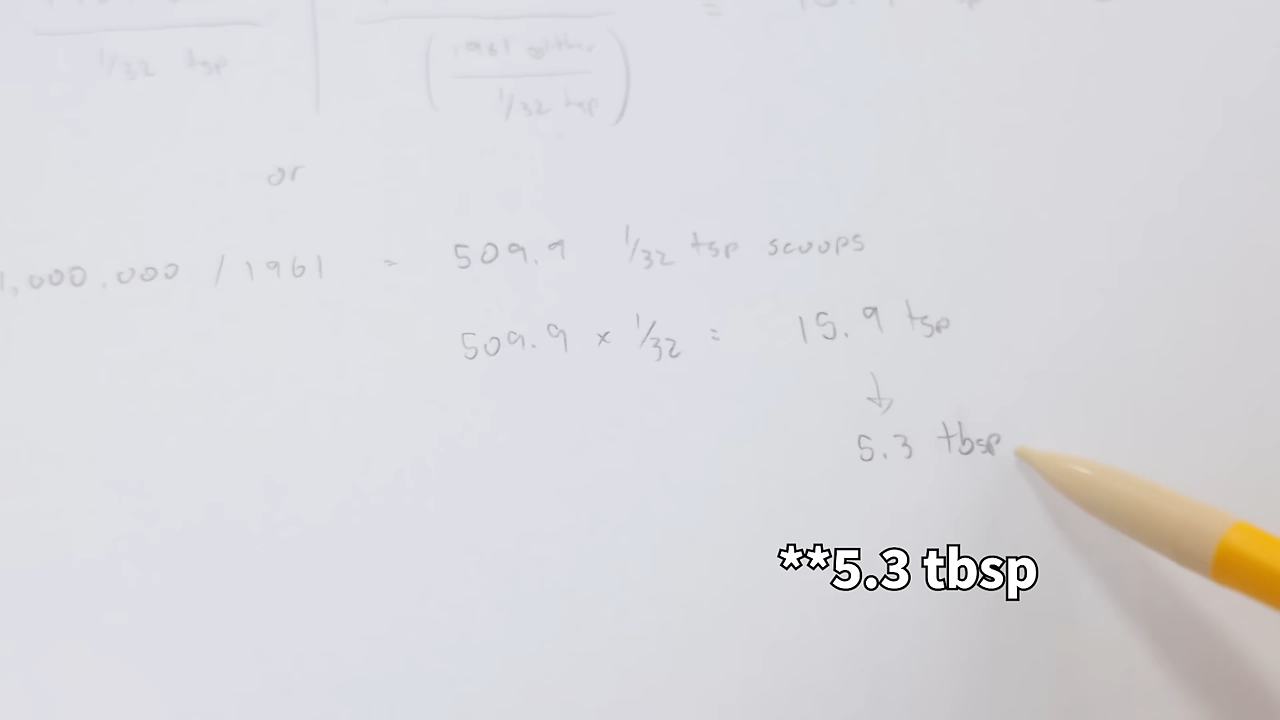 1/32 tsp
=
(1961 glitter
1/32 tsp)
or
1,000,000 / 1961 = 509.9 1/32 tsp scoops
509.9 x 1/32 = 15.9 tsp
↓
5.3 tbsp
**5.3 tbsp